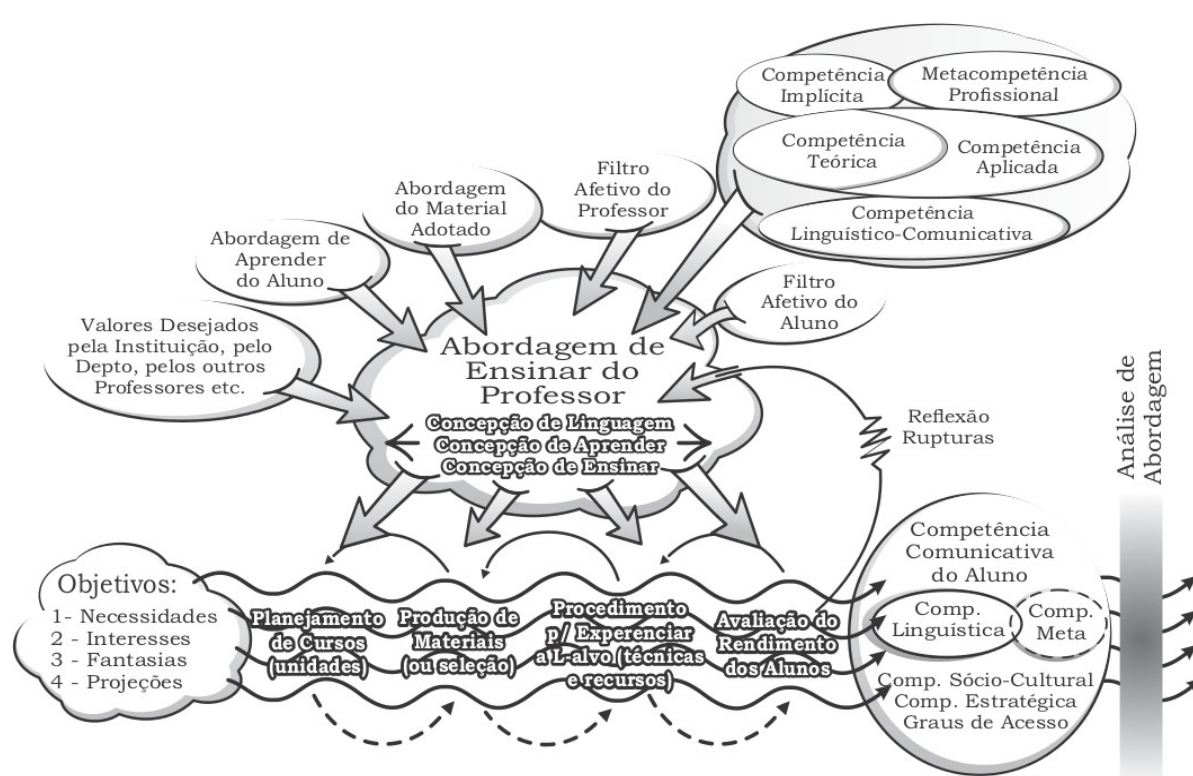 Competência
Implícita
Metacompetência
Profissional
Competência
Teórica
Competência
Aplicada
Competência
Linguístico-Comunicativa
Filtro
Afetivo do
Professor
Abordagem
do Material
Adotado
Abordagem de
Aprender
do Aluno
Valores Desejados
pela Instituição, pelo
Depto, pelos outros
Professores etc.
Filtro
Afetivo do
Aluno
Abordagem de
Ensinar do
Professor
Concepção de Linguagem
Concepção de Aprender
Concepção de Ensinar
Reflexão
Rupturas
Análise de
Abordagem
Objetivos:
1- Necessidades
2 - Interesses
3 - Fantasias
4 - Projeções
Planejamento
de Cursos
(unidades)
Produção de
Materiais
(ou seleção)
Procedimento
p/ Experenciar
a L-alvo (técnicas
e recursos)
Avaliação do
Rendimento
dos Alunos
Competência
Comunicativa
do Aluno
Comp.
Linguística
Comp.
Meta
Comp. Sócio-Cultural
Comp. Estratégica
Graus de Acesso